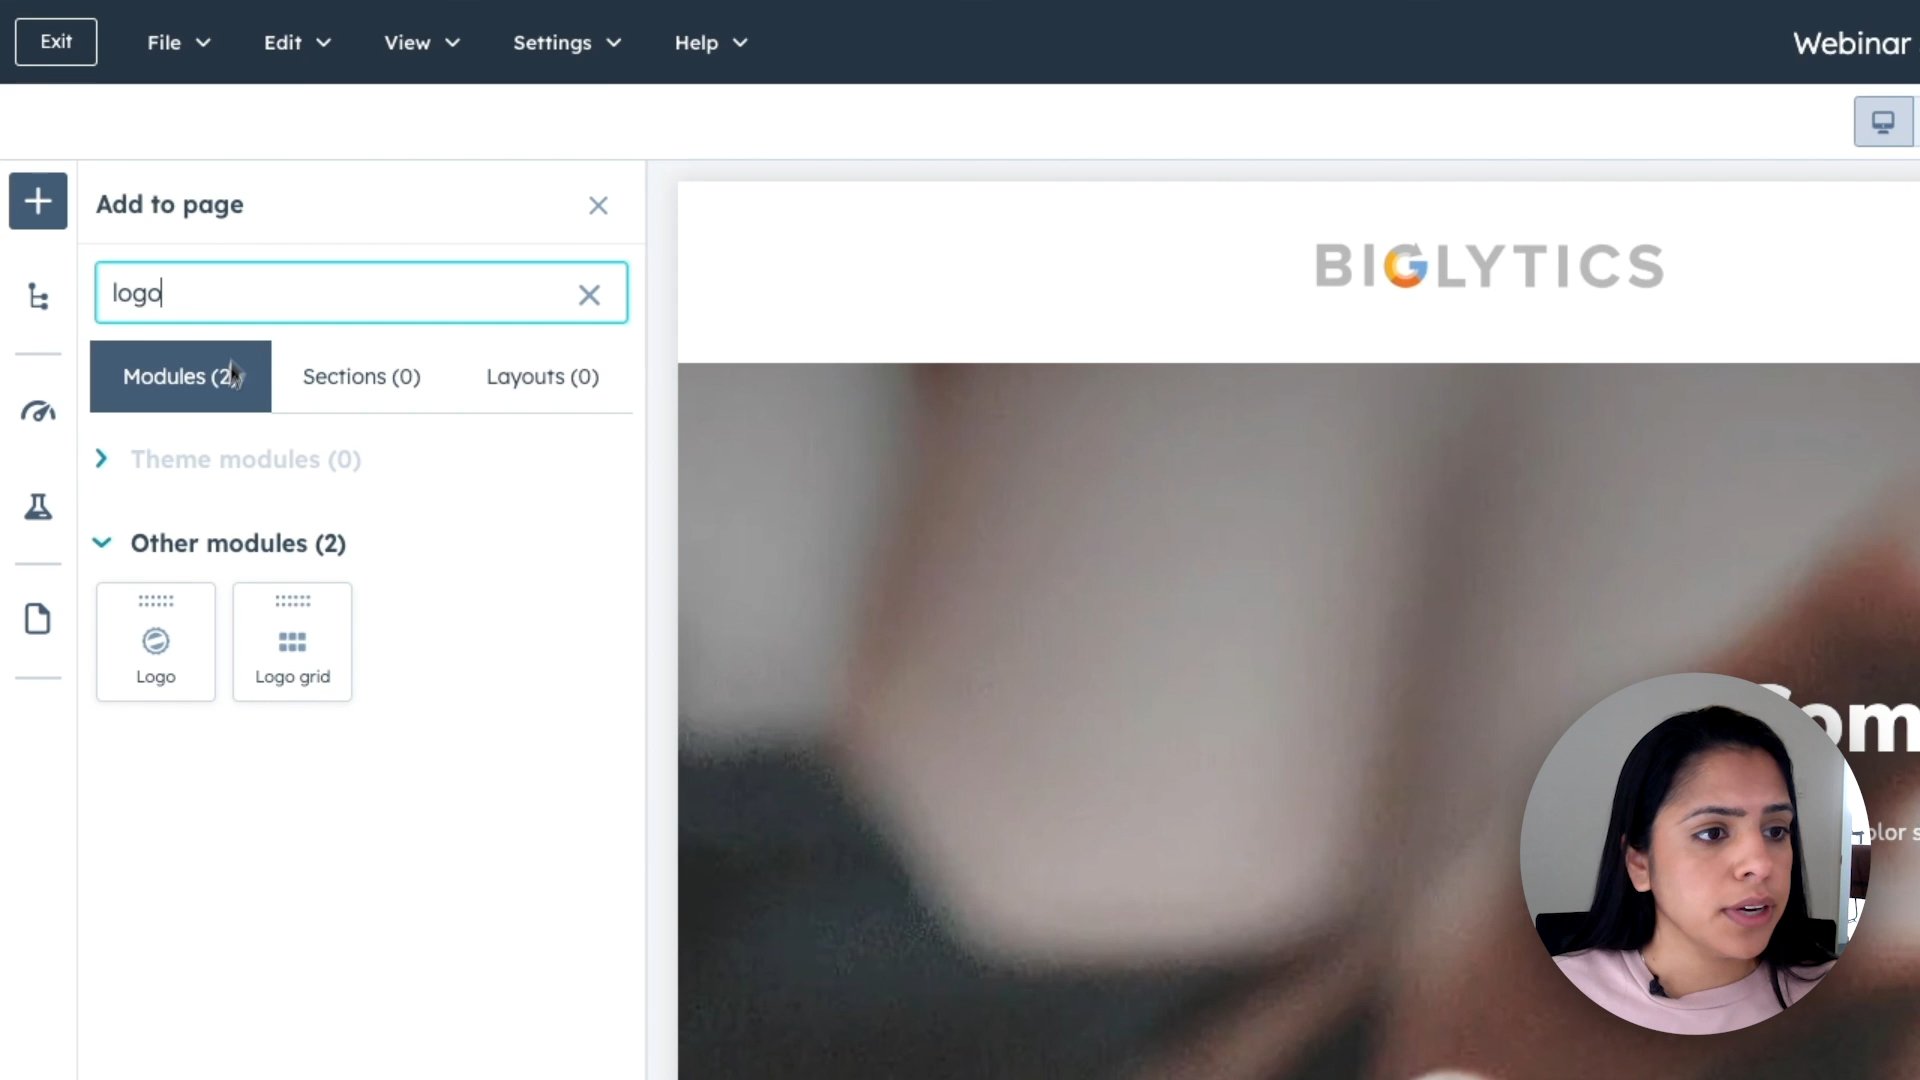 Exit File Edit View Settings Help Webinar
Add to page
logo
BIGLYTICS
Modules (2) Sections (0) Layouts (0)
Theme modules (0)
Other modules (2)
Logo Logo grid